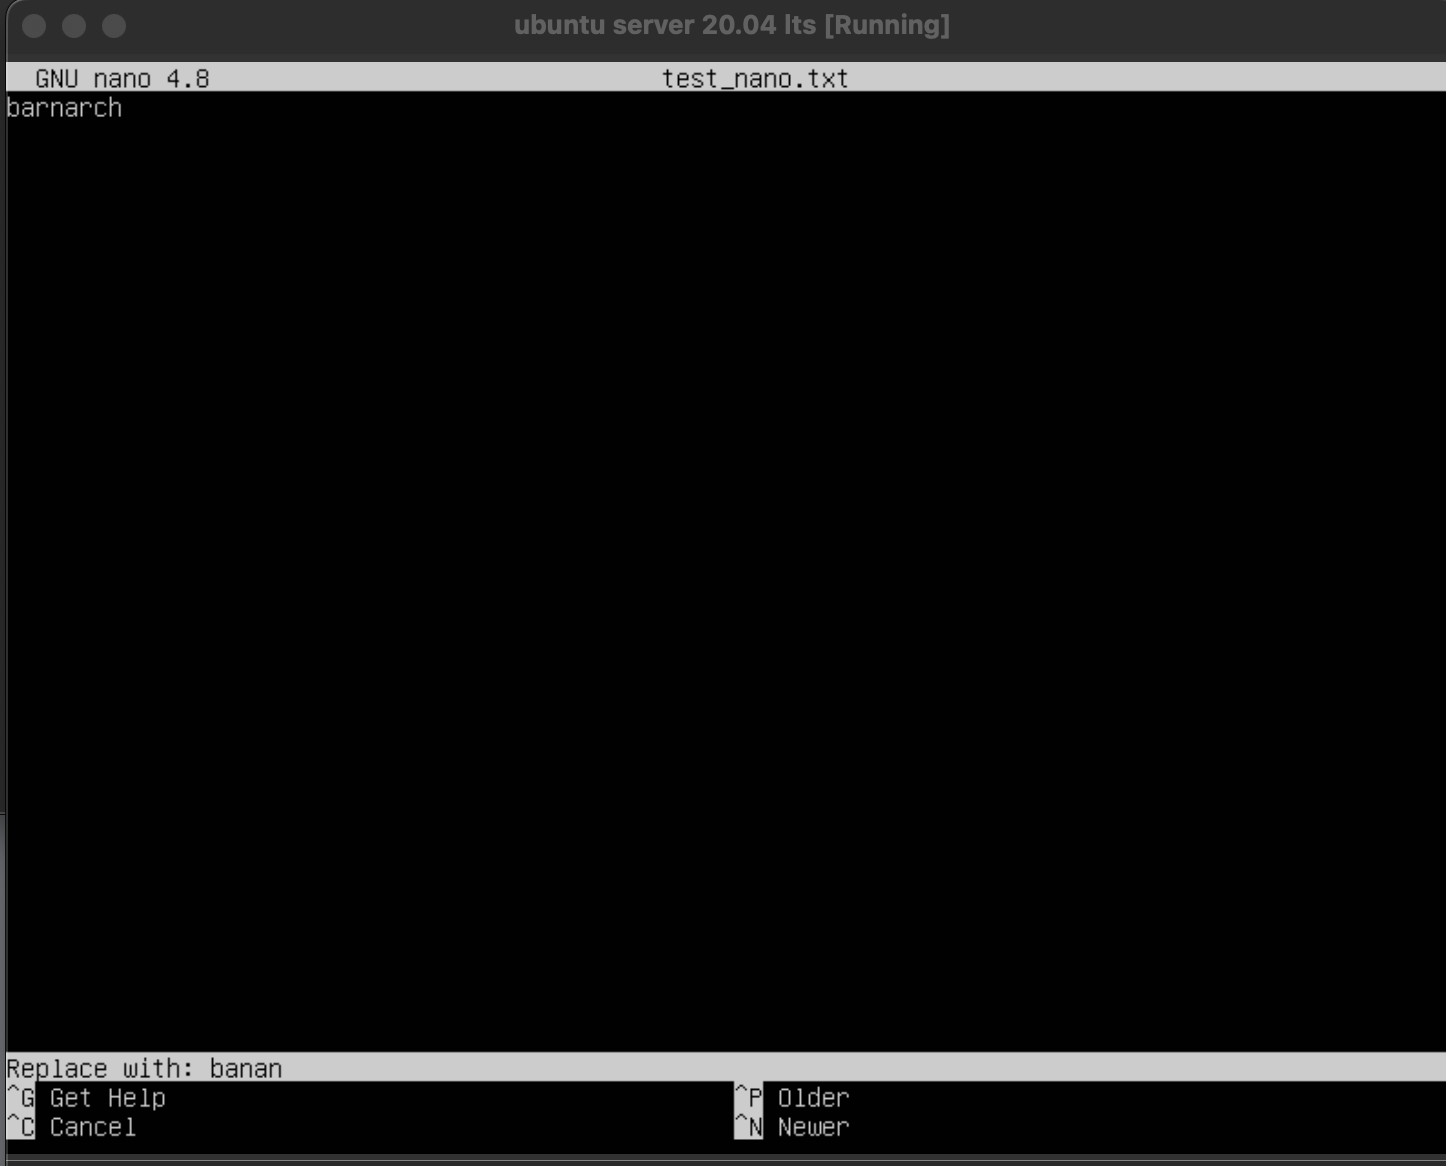 ubuntu server 20.04 lts [Running]
GNU nano 4.8 test_nano.txt
barnarch
Replace with: banan
^G Get Help ^P Older
^C Cancel ^N Newer